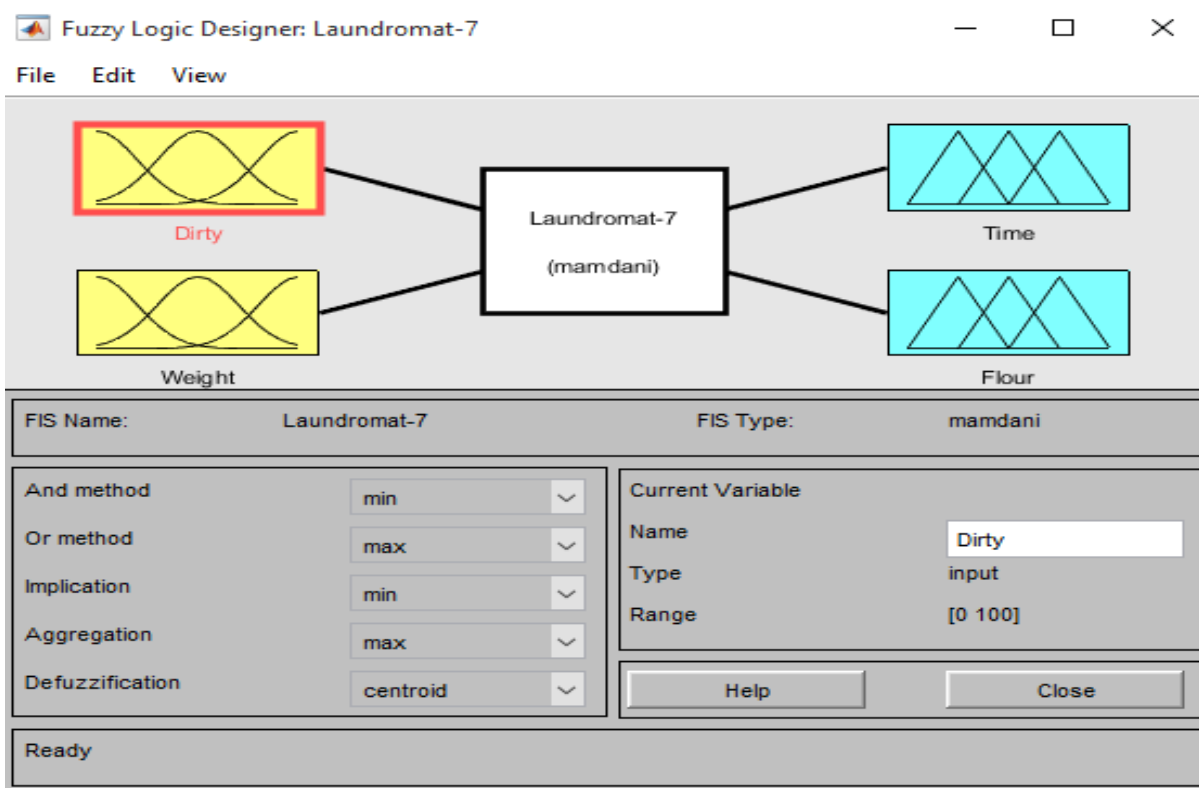 Fuzzy Logic Designer: Laundromat-7
File Edit View
Dirty
Weight
Laundromat-7
(mamdani)
Time
Flour
FIS Name: Laundromat-7 FIS Type: mamdani
And method min
Or method max
Implication min
Aggregation max
Defuzzification centroid
Current Variable
Name Dirty
Type input
Range [0 100]
Help Close
Ready